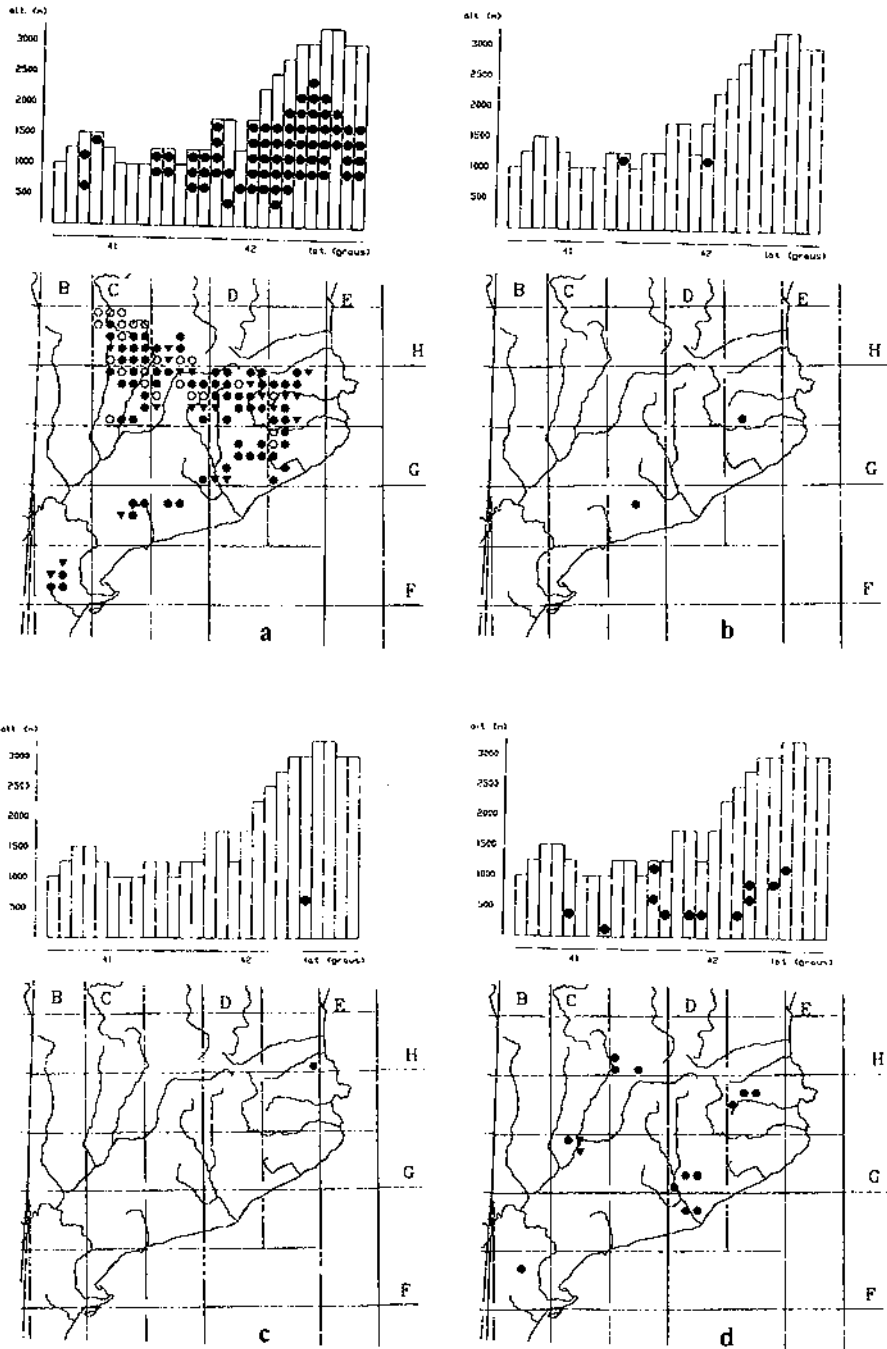 alt. (m)
3000
2500
2000
1500
1000
500
41
42
lat. (graus)
B
C
D
E
H
G
F
a
alt. (m)
3000
2500
2000
1500
1000
500
41
42
lat. (graus)
B
C
D
E
H
G
F
b
alt. (m)
3000
2500
2000
1500
1000
500
41
42
lat. (graus)
B
C
D
E
H
G
F
c
alt. (m)
3000
2500
2000
1500
1000
500
41
42
lat. (graus)
B
C
D
E
H
G
F
d